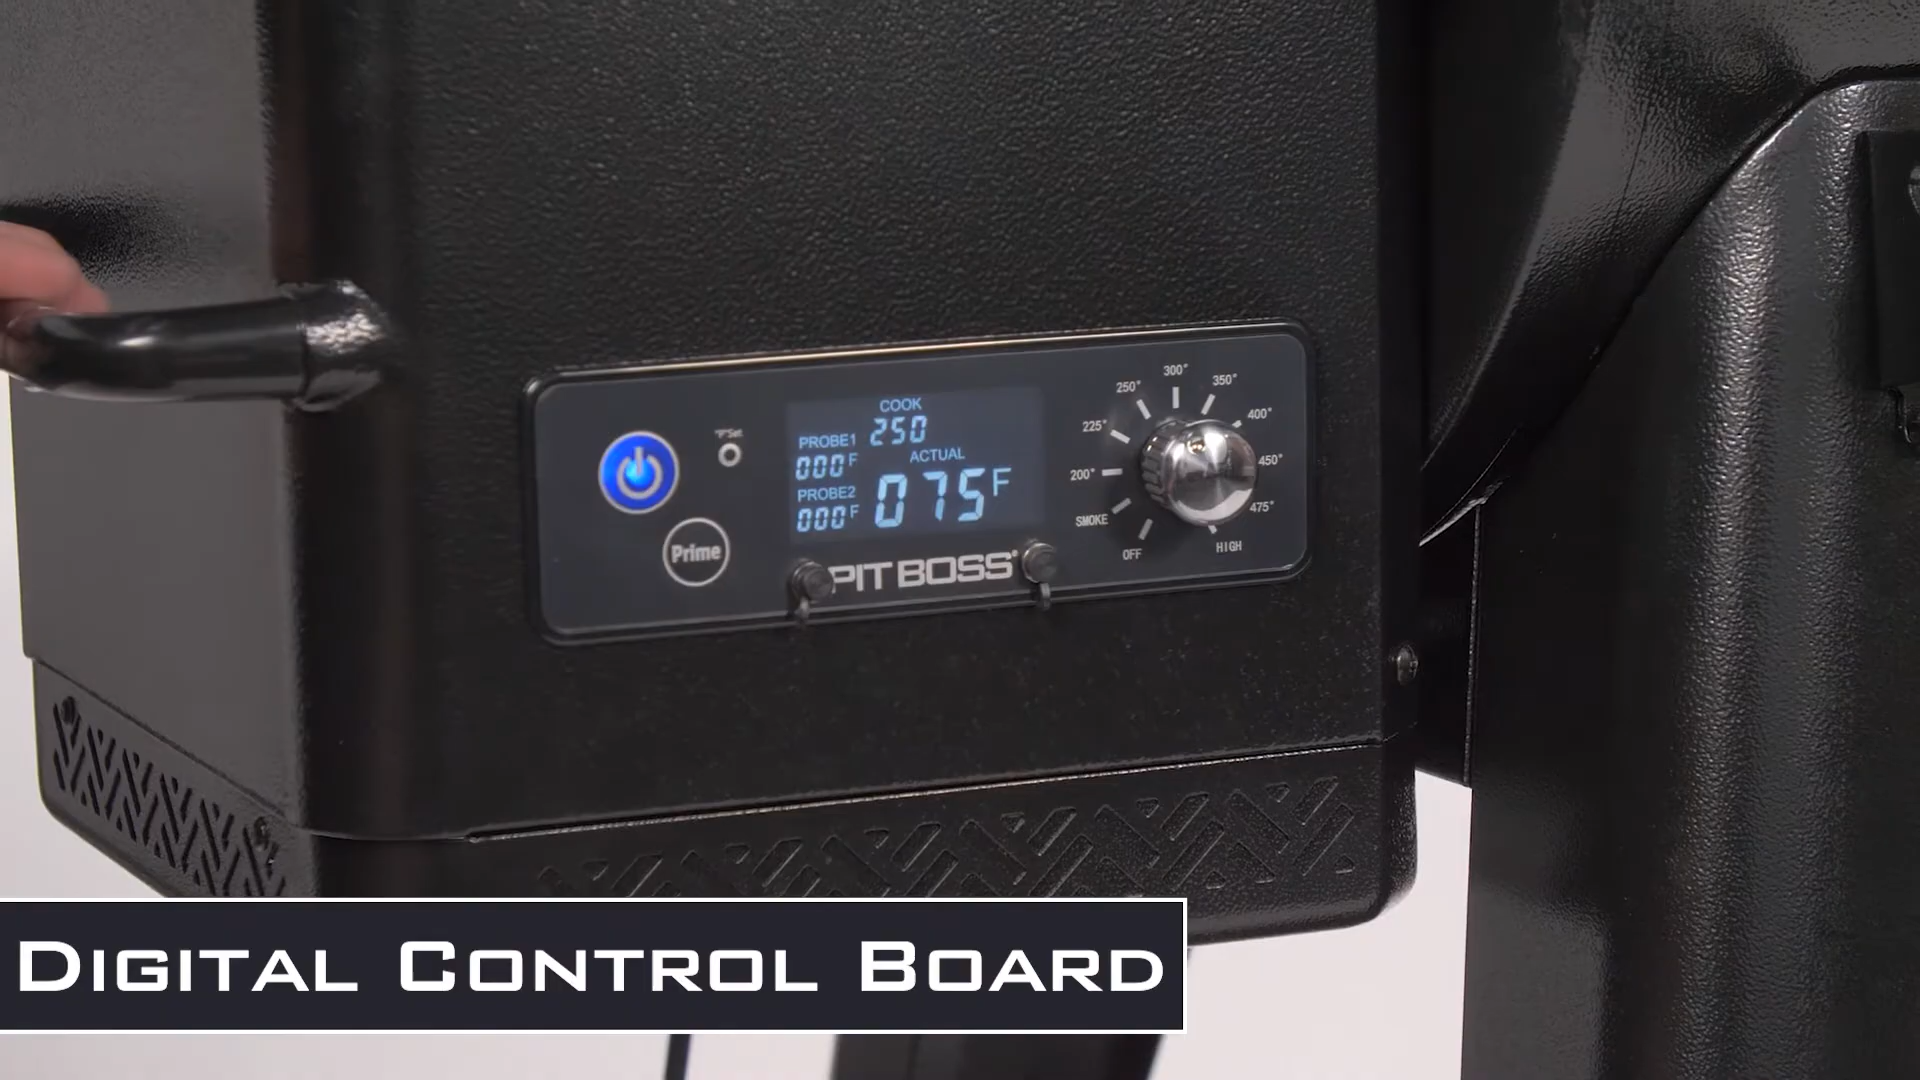 COOK
250
PROBE1
000F
ACTUAL
075F
PROBE2
000F
°F Set
Prime
PIT BOSS®
OFF
SMOKE
200°
225°
250°
300°
350°
400°
450°
475°
HIGH
DIGITAL CONTROL BOARD